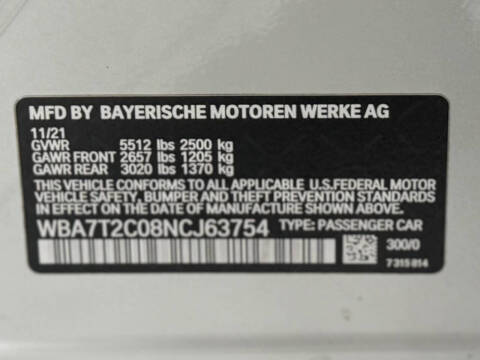 MFD BY BAYERISCHE MOTOREN WERKE AG
11/21
GVWR 5512 lbs 2500 kg
GAWR FRONT 2657 lbs 1205 kg
GAWR REAR 3020 lbs 1370 kg
THIS VEHICLE CONFORMS TO ALL APPLICABLE U.S.FEDERAL MOTOR
VEHICLE SAFETY, BUMPER AND THEFT PREVENTION STANDARDS
IN EFFECT ON THE DATE OF MANUFACTURE SHOWN ABOVE.
WBA7T2C08NCJ63754 TYPE: PASSENGER CAR
300/0
7 315 814